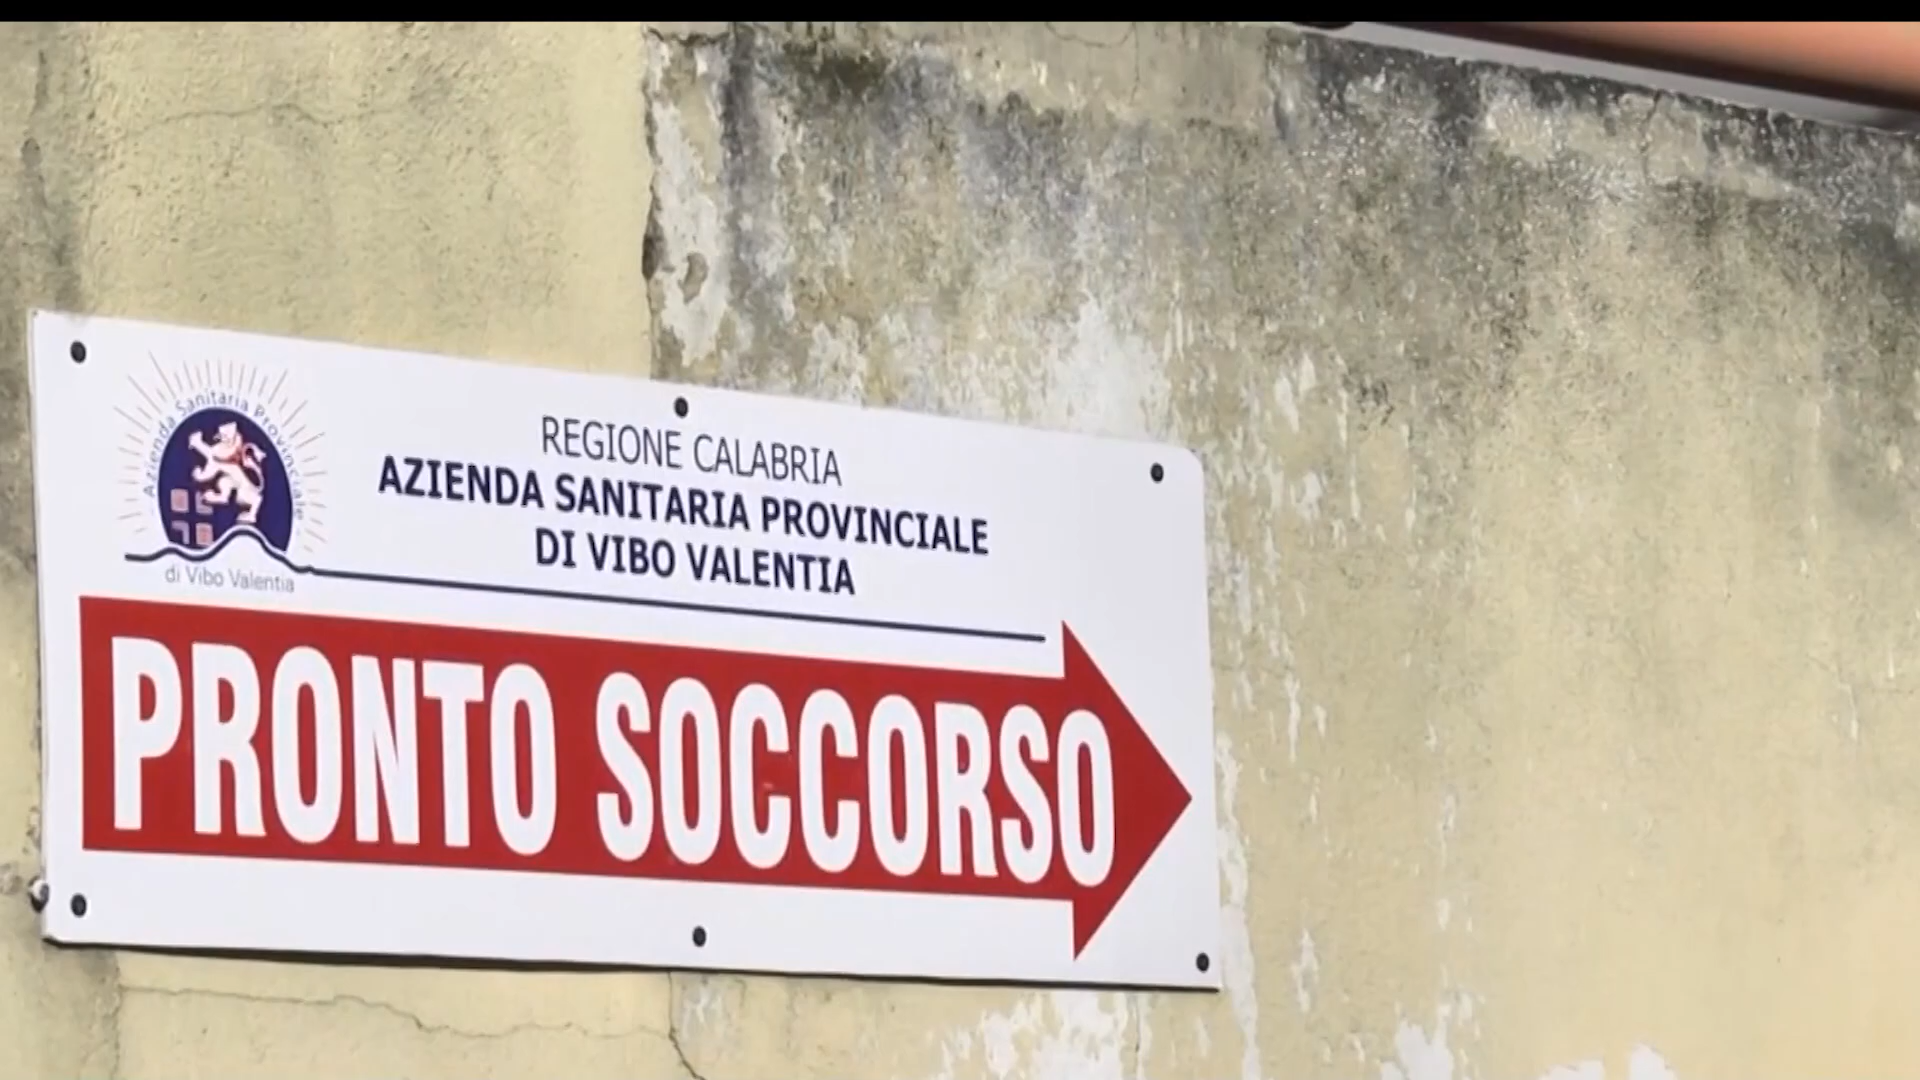 Azienda Sanitaria Provinciale
di Vibo Valentia
REGIONE CALABRIA
AZIENDA SANITARIA PROVINCIALE
DI VIBO VALENTIA
PRONTO SOCCORSO